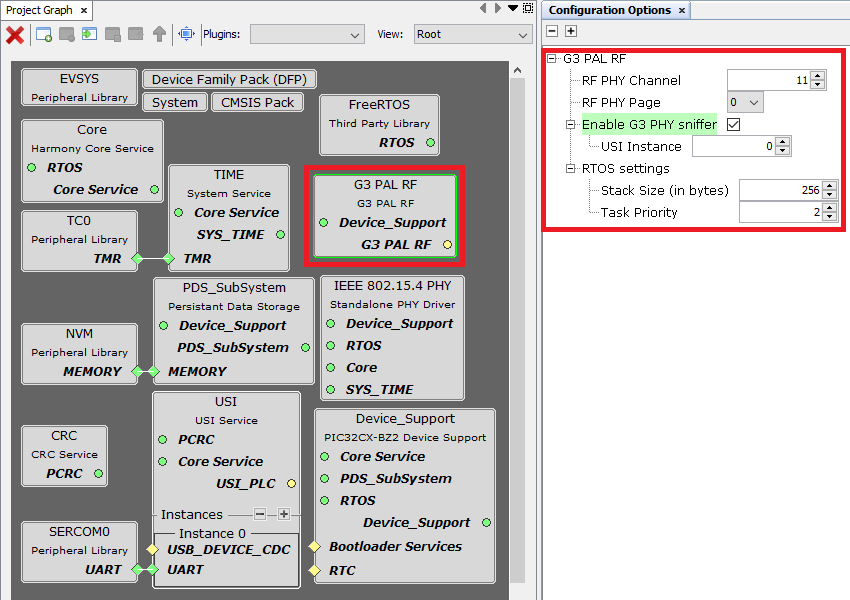 Project Graph
Plugins:
View:
Root
EVSYS
Peripheral Library
Device Family Pack (DFP)
System
CMSIS Pack
FreeRTOS
Third Party Library
RTOS
Core
Harmony Core Service
RTOS
Core Service
TIME
System Service
Core Service
SYS_TIME
TMR
G3 PAL RF
G3 PAL RF
Device_Support
G3 PAL RF
TC0
Peripheral Library
TMR
PDS_SubSystem
Persistant Data Storage
Device_Support
PDS_SubSystem
MEMORY
IEEE 802.15.4 PHY
Standalone PHY Driver
Device_Support
RTOS
Core
SYS_TIME
NVM
Peripheral Library
MEMORY
USI
USI Service
PCRC
Core Service
USI_PLC
Instances
Instance 0
USB_DEVICE_CDC
UART
Device_Support
PIC32CX-BZ2 Device Support
Core Service
PDS_SubSystem
RTOS
Device_Support
Bootloader Services
RTC
CRC
CRC Service
PCRC
SERCOM0
Peripheral Library
UART
Configuration Options
G3 PAL RF
RF PHY Channel 11
RF PHY Page 0
Enable G3 PHY sniffer
USI Instance 0
RTOS settings
Stack Size (in bytes) 256
Task Priority 2